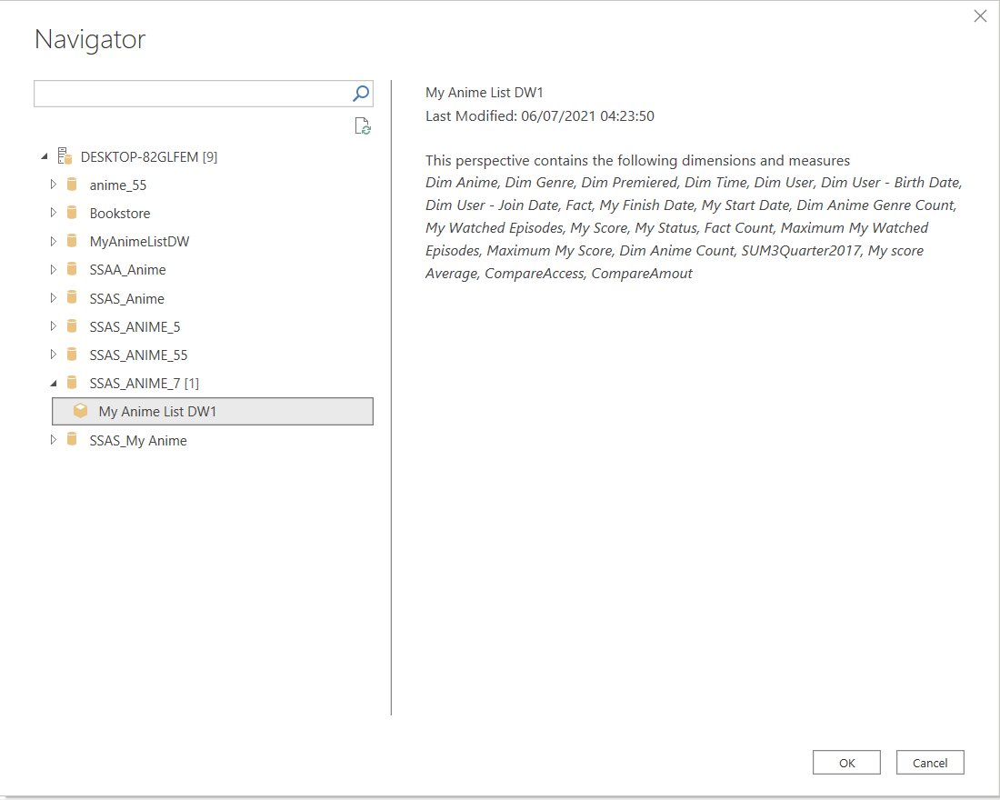 Navigator
DESKTOP-82GLFEM [9]
anime_55
Bookstore
MyAnimeListDW
SSAA_Anime
SSAS_Anime
SSAS_ANIME_5
SSAS_ANIME_55
SSAS_ANIME_7 [1]
My Anime List DW1
SSAS_My Anime
My Anime List DW1
Last Modified: 06/07/2021 04:23:50
This perspective contains the following dimensions and measures
Dim Anime, Dim Genre, Dim Premiered, Dim Time, Dim User, Dim User - Birth Date,
Dim User - Join Date, Fact, My Finish Date, My Start Date, Dim Anime Genre Count,
My Watched Episodes, My Score, My Status, Fact Count, Maximum My Watched
Episodes, Maximum My Score, Dim Anime Count, SUM3Quarter2017, My score
Average, CompareAccess, CompareAmout
OK
Cancel